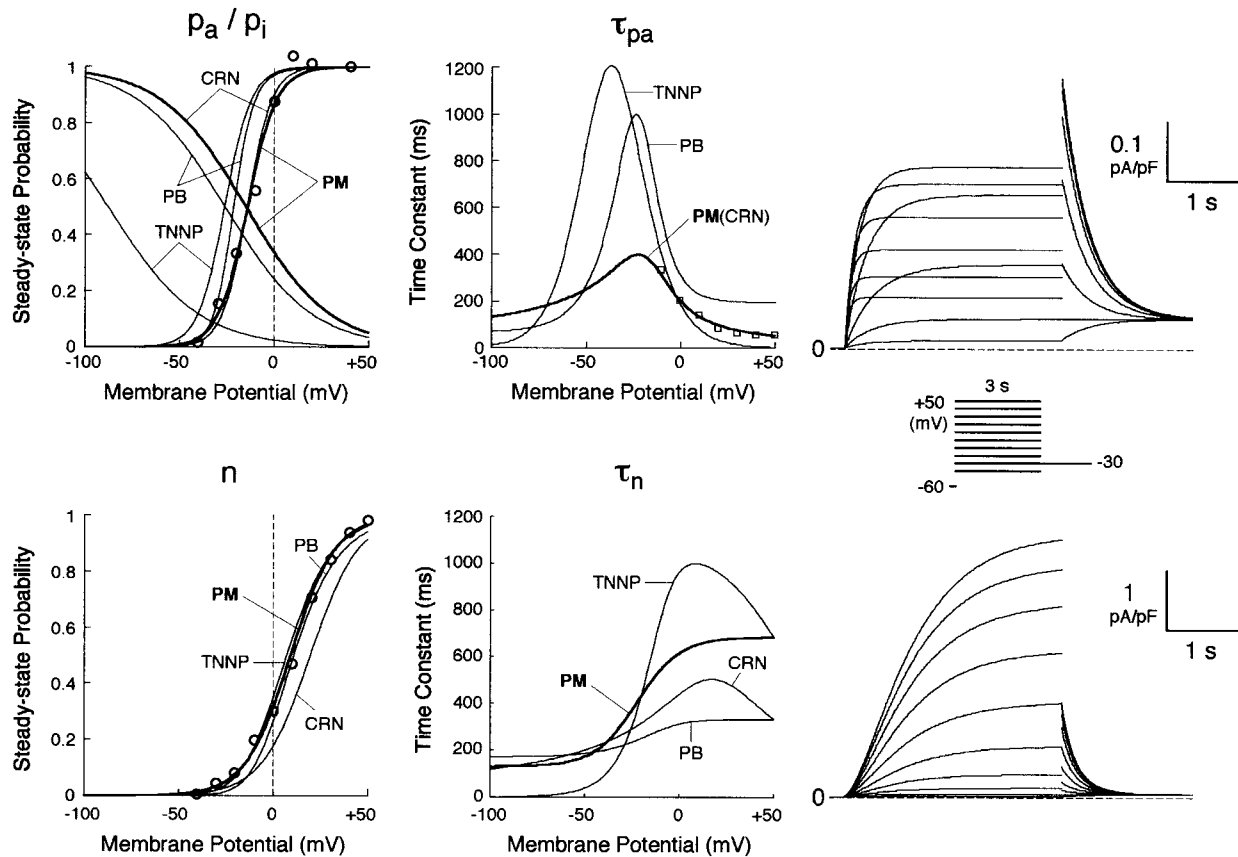 pa / pi
Steady-state Probability
1
0.8
0.6
0.4
0.2
0
CRN
PB
PM
TNNP
-100
-50
0
+50
Membrane Potential (mV)
τpa
Time Constant (ms)
1200
1000
800
600
400
200
0
TNNP
PB
PM(CRN)
-100
-50
0
+50
Membrane Potential (mV)
0.1
pA/pF
1 s
0
3 s
+50
(mV)
-30
-60
n
Steady-state Probability
1
0.8
0.6
0.4
0.2
0
PB
PM
TNNP
CRN
-100
-50
0
+50
Membrane Potential (mV)
τn
Time Constant (ms)
1200
1000
800
600
400
200
0
TNNP
CRN
PM
PB
-100
-50
0
+50
Membrane Potential (mV)
1
pA/pF
1 s
0